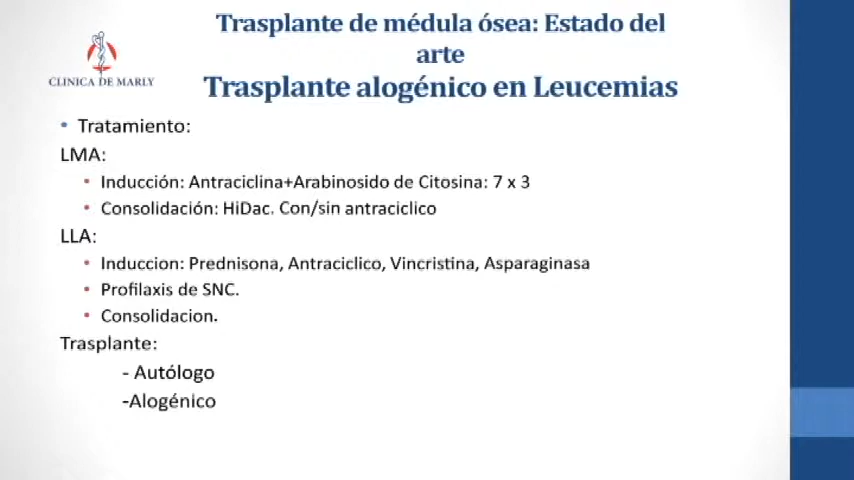 Trasplante de médula ósea: Estado del
arte
Trasplante alogénico en Leucemias
CLINICA DE MARLY
• Tratamiento:
LMA:
• Inducción: Antraciclina+Arabinosido de Citosina: 7 x 3
• Consolidación: HiDac. Con/sin antraciclico
LLA:
• Induccion: Prednisona, Antraciclico, Vincristina, Asparaginasa
• Profilaxis de SNC.
• Consolidacion.
Trasplante:
- Autólogo
-Alogénico